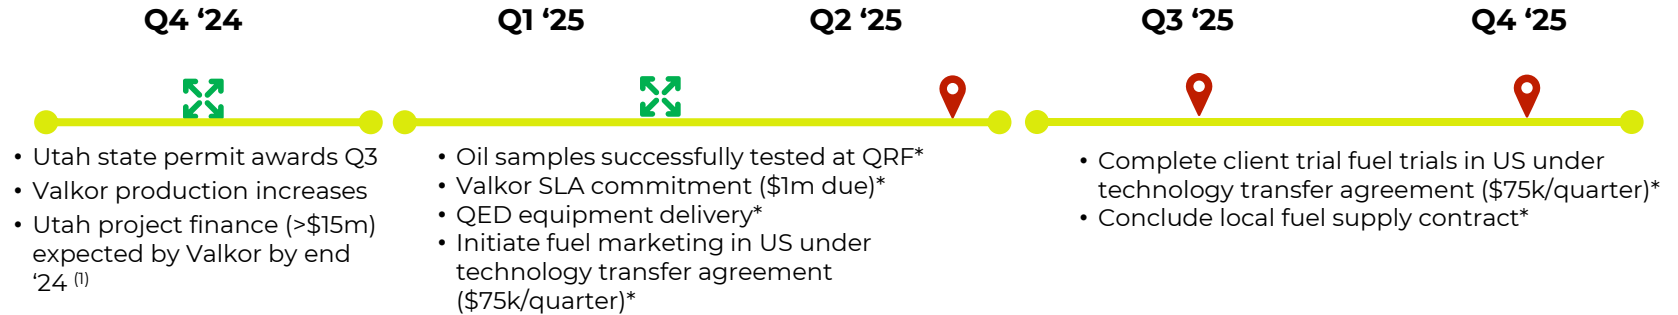 Q4 ‘24
Q1 ‘25
Q2 ‘25
Q3 ‘25
Q4 ‘25
• Utah state permit awards Q3
• Valkor production increases
• Utah project finance (>$15m)
expected by Valkor by end
‘24 (1)
• Oil samples successfully tested at QRF*
• Valkor SLA commitment ($1m due)*
• QED equipment delivery*
• Initiate fuel marketing in US under
technology transfer agreement
($75k/quarter)*
• Complete client trial fuel trials in US under
technology transfer agreement ($75k/quarter)*
• Conclude local fuel supply contract*